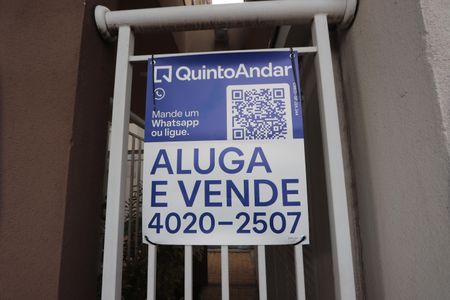 QuintoAndar
Mande um
Whatsapp
ou ligue.
ALUGA
E VENDE
4020-2507